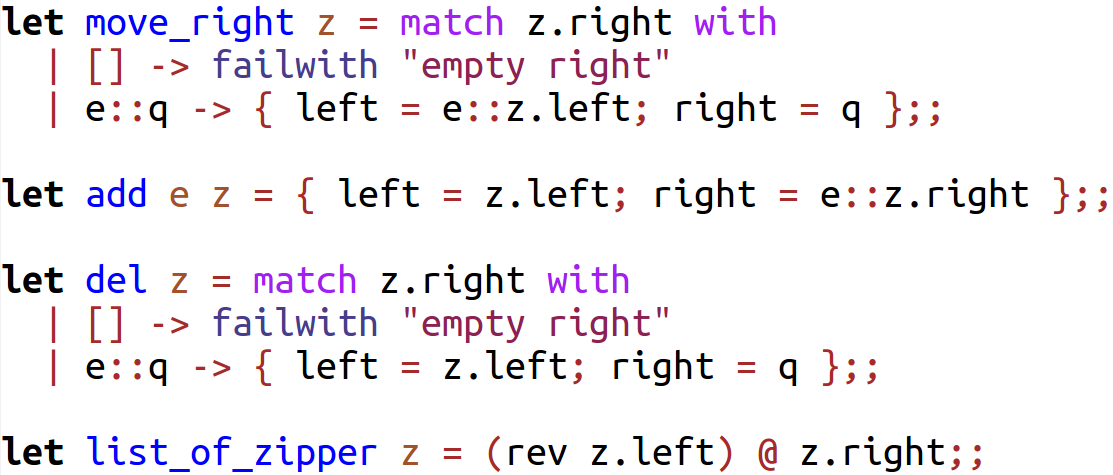 let move_right z = match z.right with
  | [] -> failwith "empty right"
  | e::q -> { left = e::z.left; right = q };;

let add e z = { left = z.left; right = e::z.right };;

let del z = match z.right with
  | [] -> failwith "empty right"
  | e::q -> { left = z.left; right = q };;

let list_of_zipper z = (rev z.left) @ z.right;;